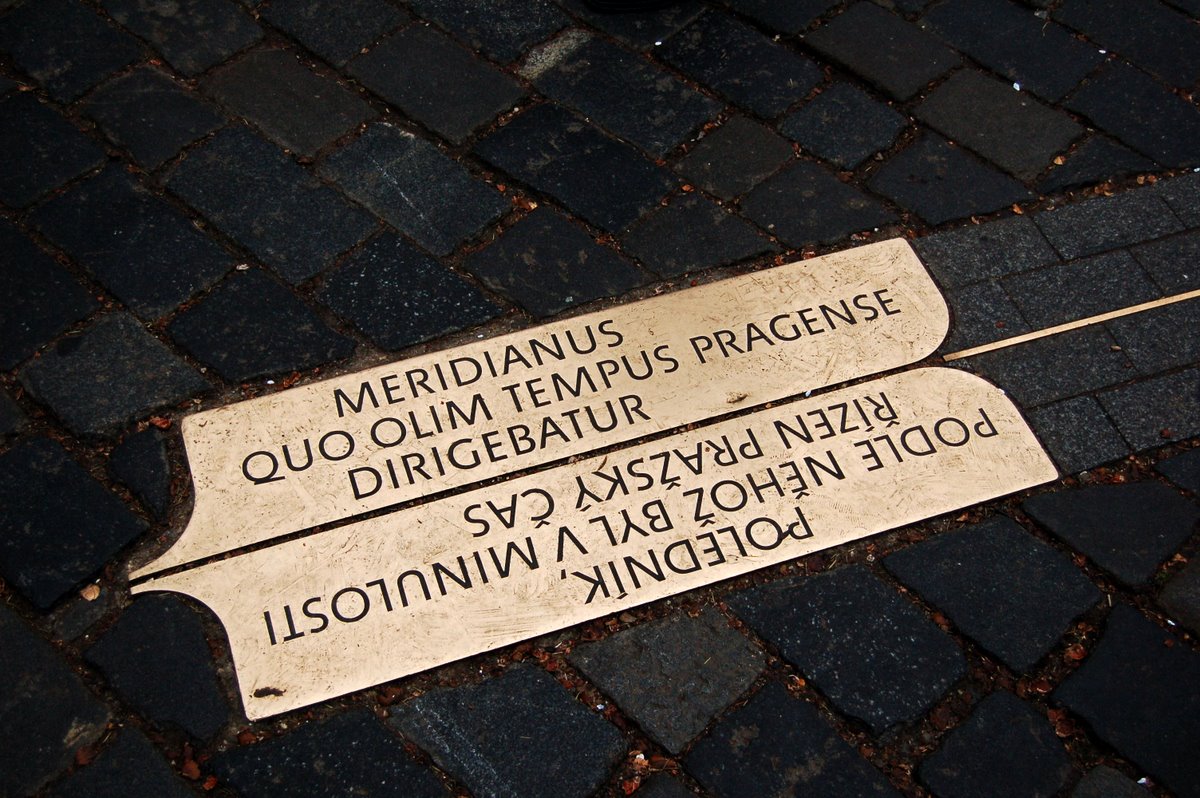 MERIDIANUS
QUO OLIM TEMPUS PRAGENSE
DIRIGEBATUR
POLEDNÍK,
PODLE NĚHOŽ BYL V MINULOSTI
ŘÍZEN PRAŽSKÝ ČAS